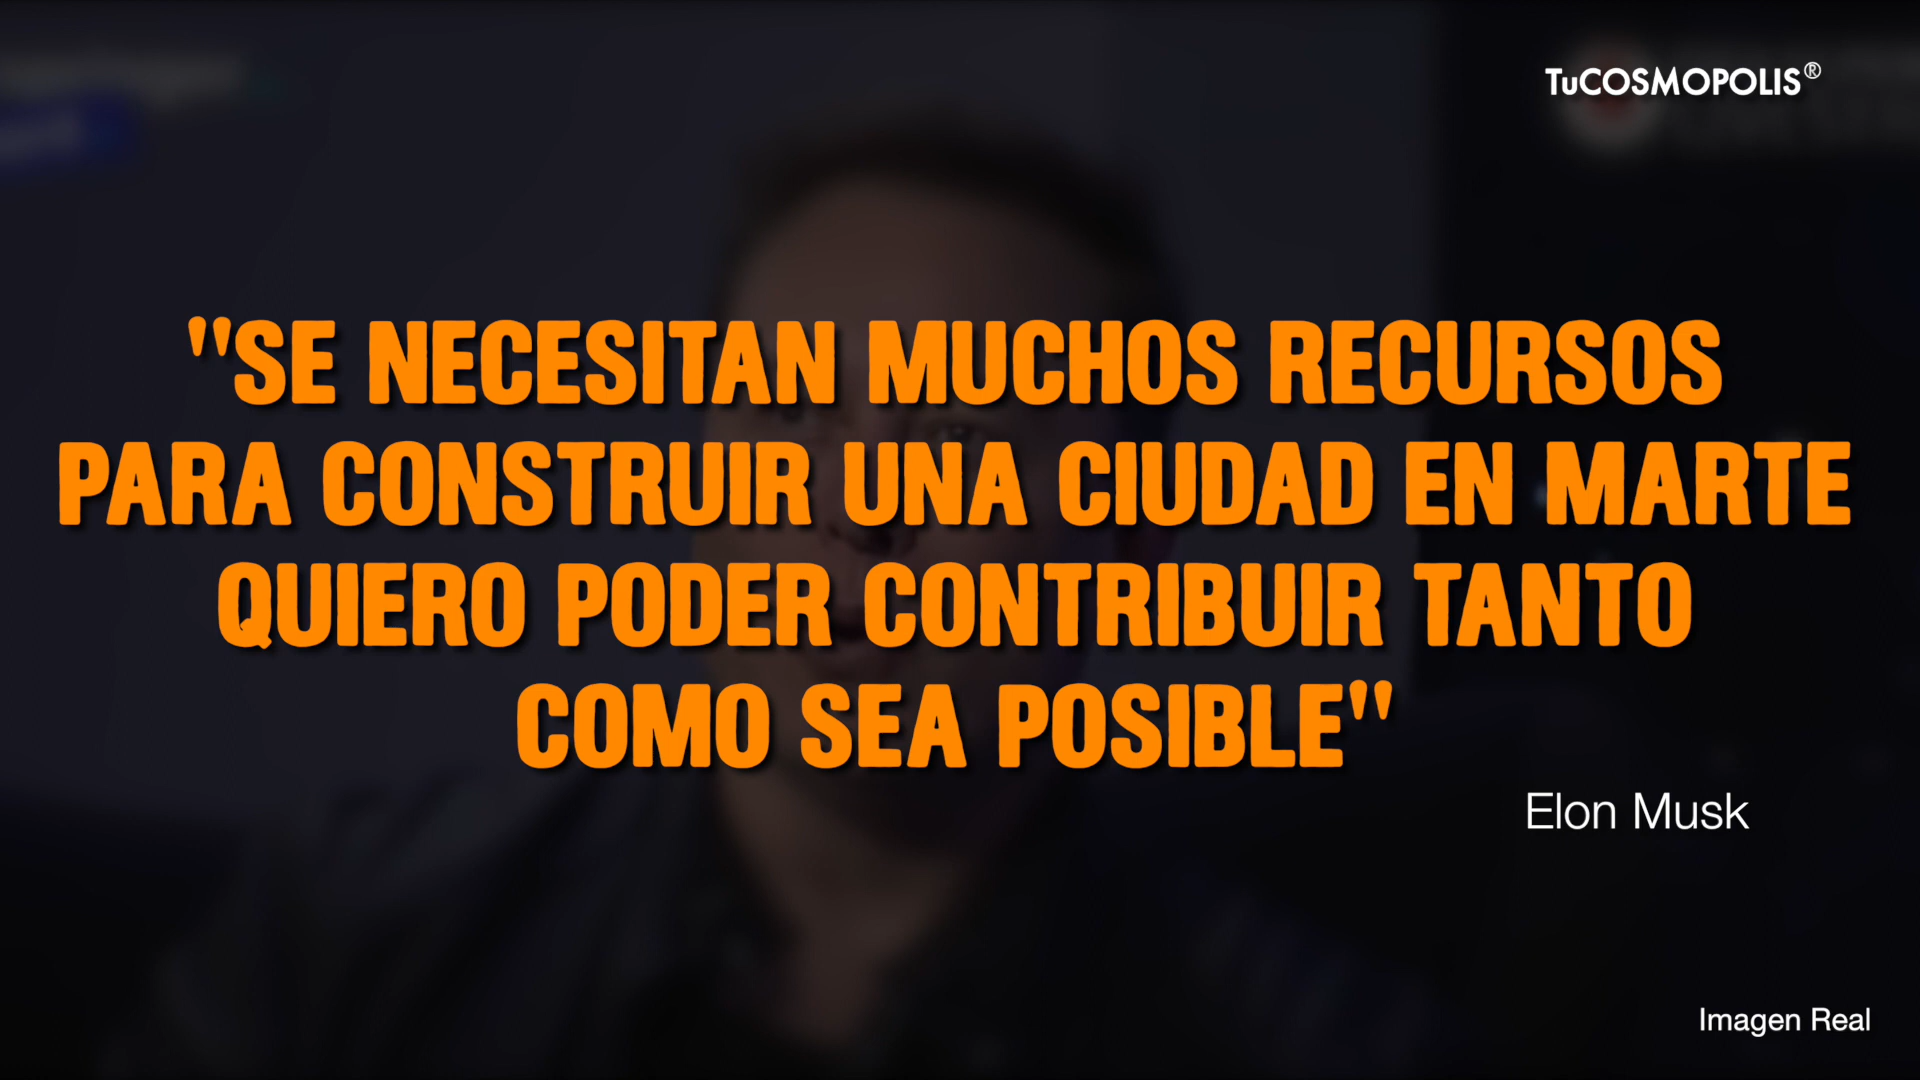 TuCOSMOPOLIS®
"SE NECESITAN MUCHOS RECURSOS
PARA CONSTRUIR UNA CIUDAD EN MARTE
QUIERO PODER CONTRIBUIR TANTO
COMO SEA POSIBLE"
Elon Musk
Imagen Real